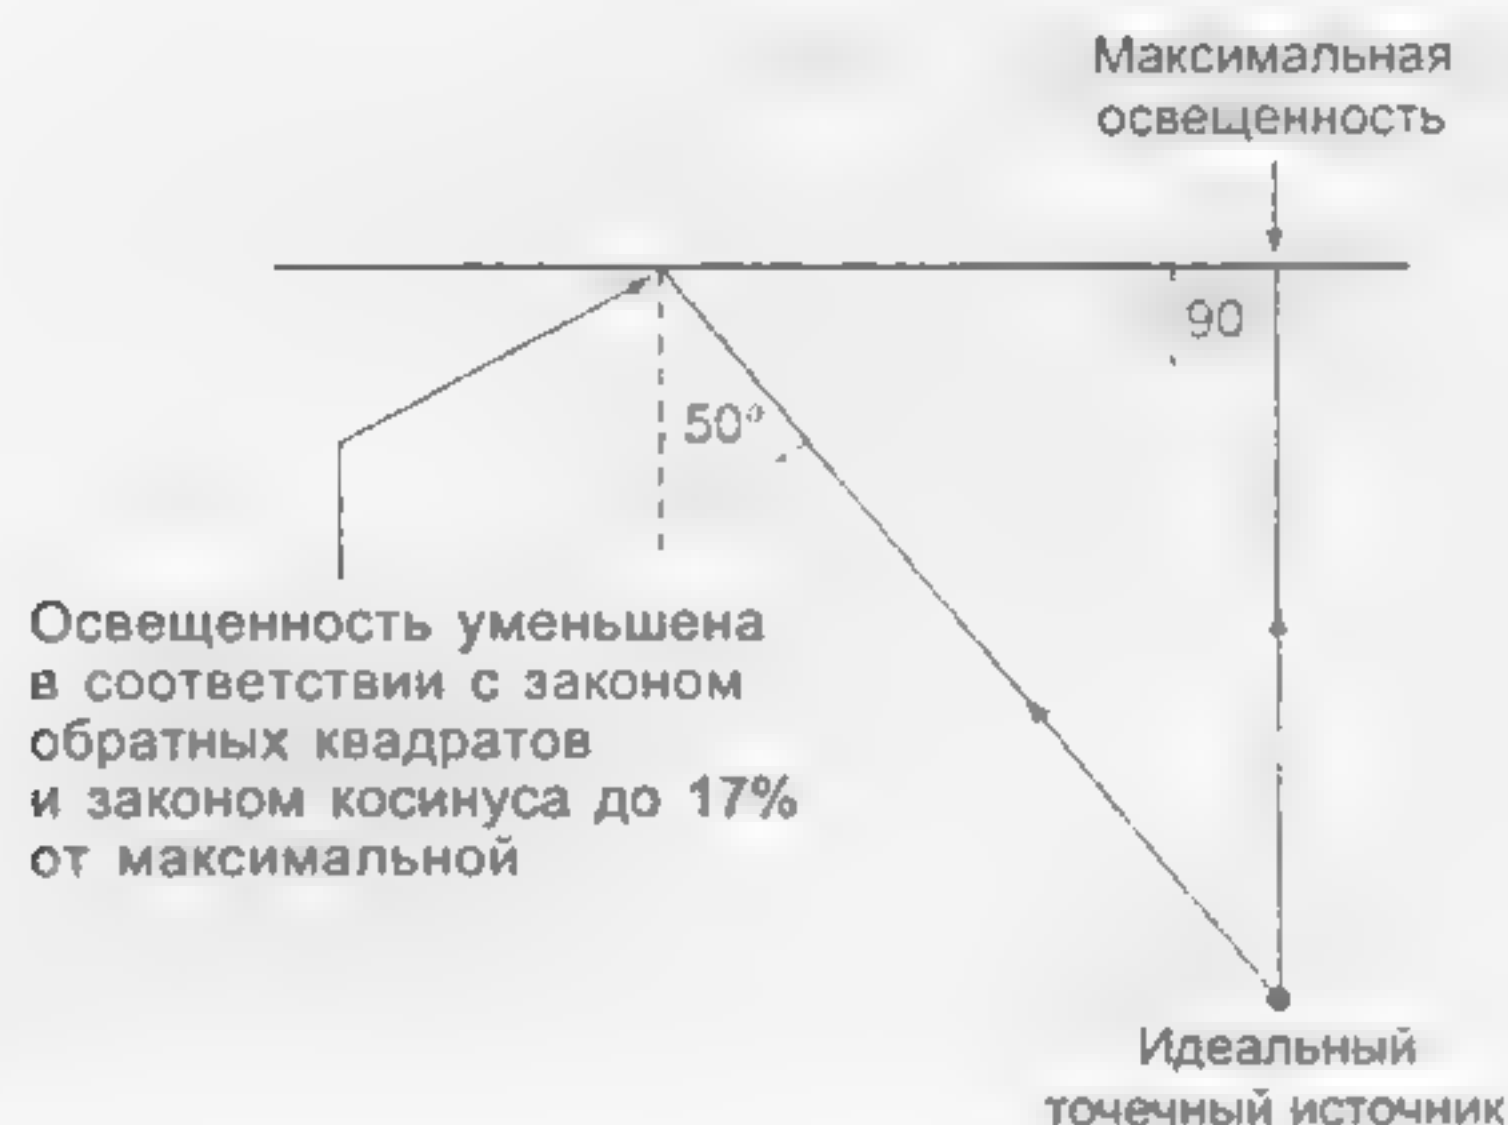 Максимальная
освещенность
90
50°
Освещенность уменьшена
в соответствии с законом
обратных квадратов
и законом косинуса до 17%
от максимальной
Идеальный
точечный источник